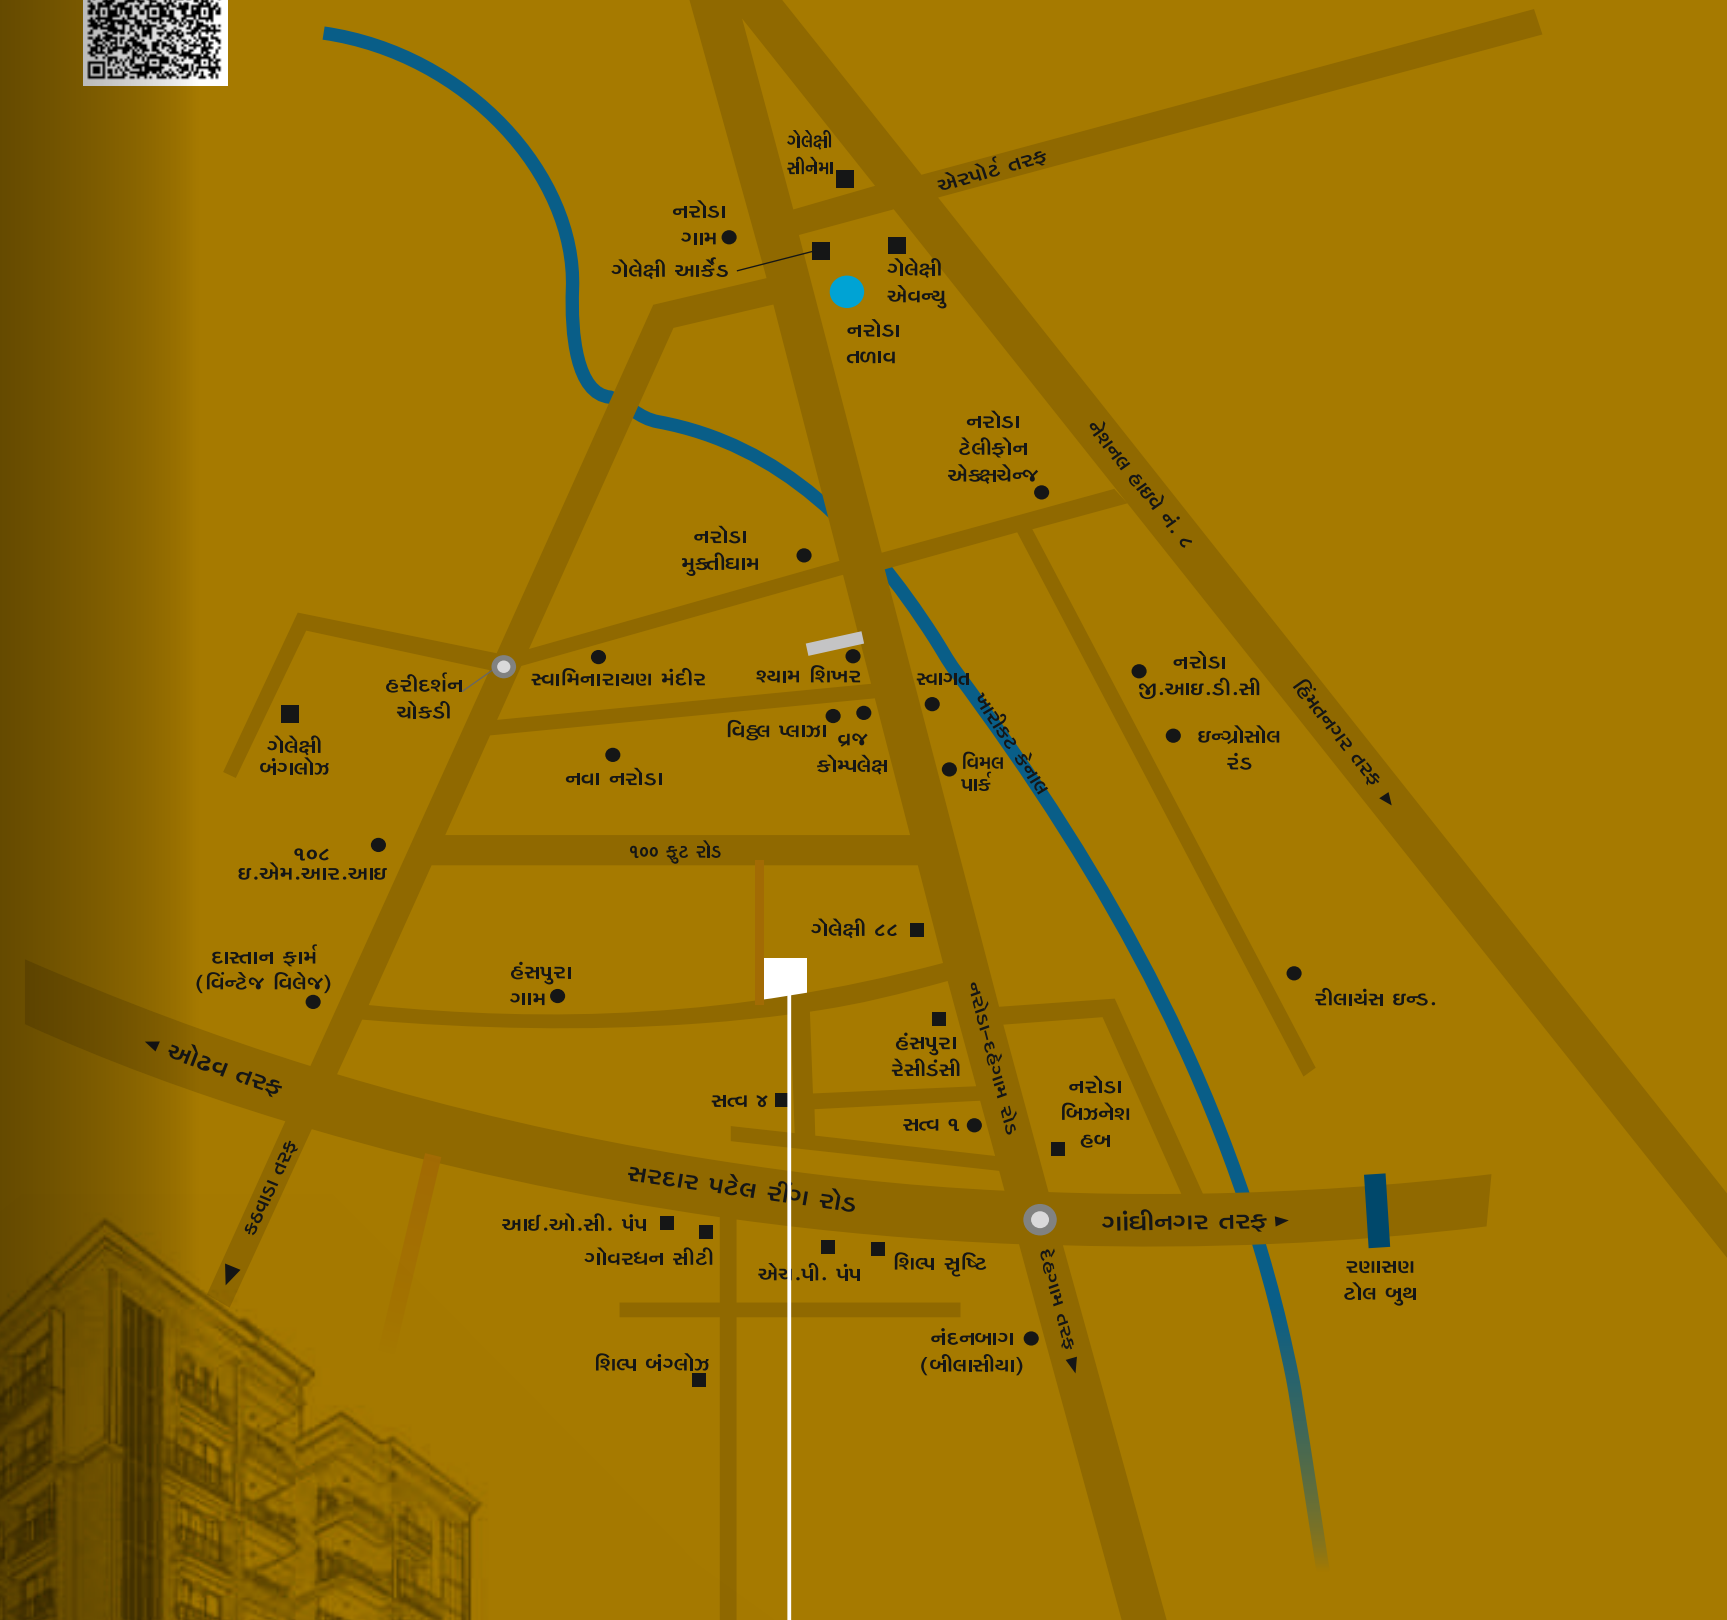 ગેલેક્ષી
સીનેમા
એરપોર્ટ તરફ
નરોડા
ગામ
ગેલેક્ષી આર્કેડ
ગેલેક્ષી
એવન્યુ
નરોડા
તળાવ
નરોડા
ટેલીફોન
એક્ક્ષચેન્જ
નેશનલ હાઇવે નં. ૮
નરોડા
મુક્તીધામ
હરીદર્શન
ચોકડી
સ્વામિનારાયણ મંદીર
શ્યામ શિખર
સ્વાગત
ખારીકટ કેનાલ
નરોડા
જી.આઇ.ડી.સી
હિંમતનગર તરફ
ઇન્ગ્રોસોલ
રંડ
ગેલેક્ષી
બંગલોઝ
વિઠ્ઠલ પ્લાઝા
વ્રજ
કોમ્પલેક્ષ
વિમલ
પાર્ક
નવા નરોડા
૧૦૮
ઇ.એમ.આર.આઇ
૧૦૦ ફુટ રોડ
ગેલેક્ષી ૮૮
દાસ્તાન ફાર્મ
(વિંન્ટેજ વિલેજ)
હંસપુરા
ગામ
નરોડા-દહેગામ રોડ
રીલાયંસ ઇન્ડ.
હંસપુરા
રેસીડંસી
ઓઢવ તરફ
સત્વ ૪
સત્વ ૧
નરોડા
બિઝનેશ
હબ
કઠવાડા તરફ
સરદાર પટેલ રીંગ રોડ
ગાંધીનગર તરફ
આઈ.ઓ.સી. પંપ
ગોવરધન સીટી
એચ.પી. પંપ
શિલ્પ સૃષ્ટિ
દેહગામ તરફ
રણાસણ
ટોલ બુથ
નંદનબાગ
(બીલાસીયા)
શિલ્પ બંગ્લોઝ